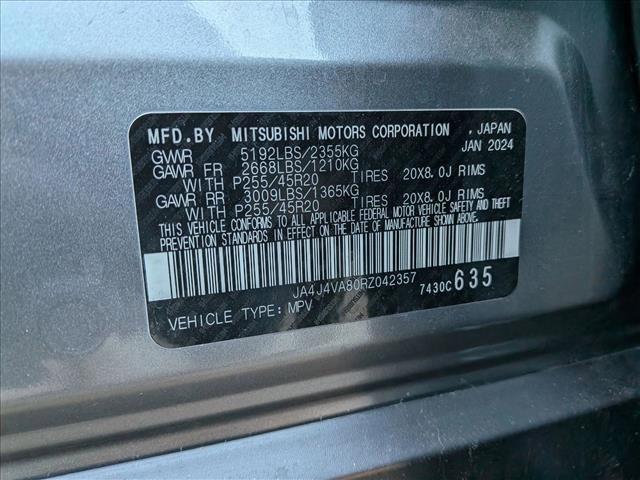 MFD.BY MITSUBISHI MOTORS CORPORATION , JAPAN
GVWR 5192LBS/2355KG JAN 2024
GAWR FR 2668LBS/1210KG
WITH P255/45R20 TIRES 20X8.0J RIMS
GAWR RR 3009LBS/1365KG
WITH P255/45R20 TIRES 20X8.0J RIMS
THIS VEHICLE CONFORMS TO ALL APPLICABLE FEDERAL MOTOR VEHICLE SAFETY AND THEFT
PREVENTION STANDARDS IN EFFECT ON THE DATE OF MANUFACTURE SHOWN ABOVE.
JA4J4VA80RZ042357 7430C 635
VEHICLE TYPE: MPV